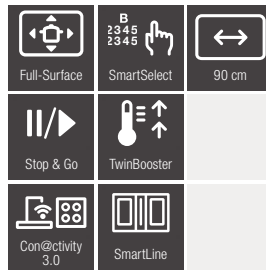 B
2345
2345
Full-Surface
SmartSelect
90 cm
Stop & Go
TwinBooster
Con@ctivity
3.0
SmartLine